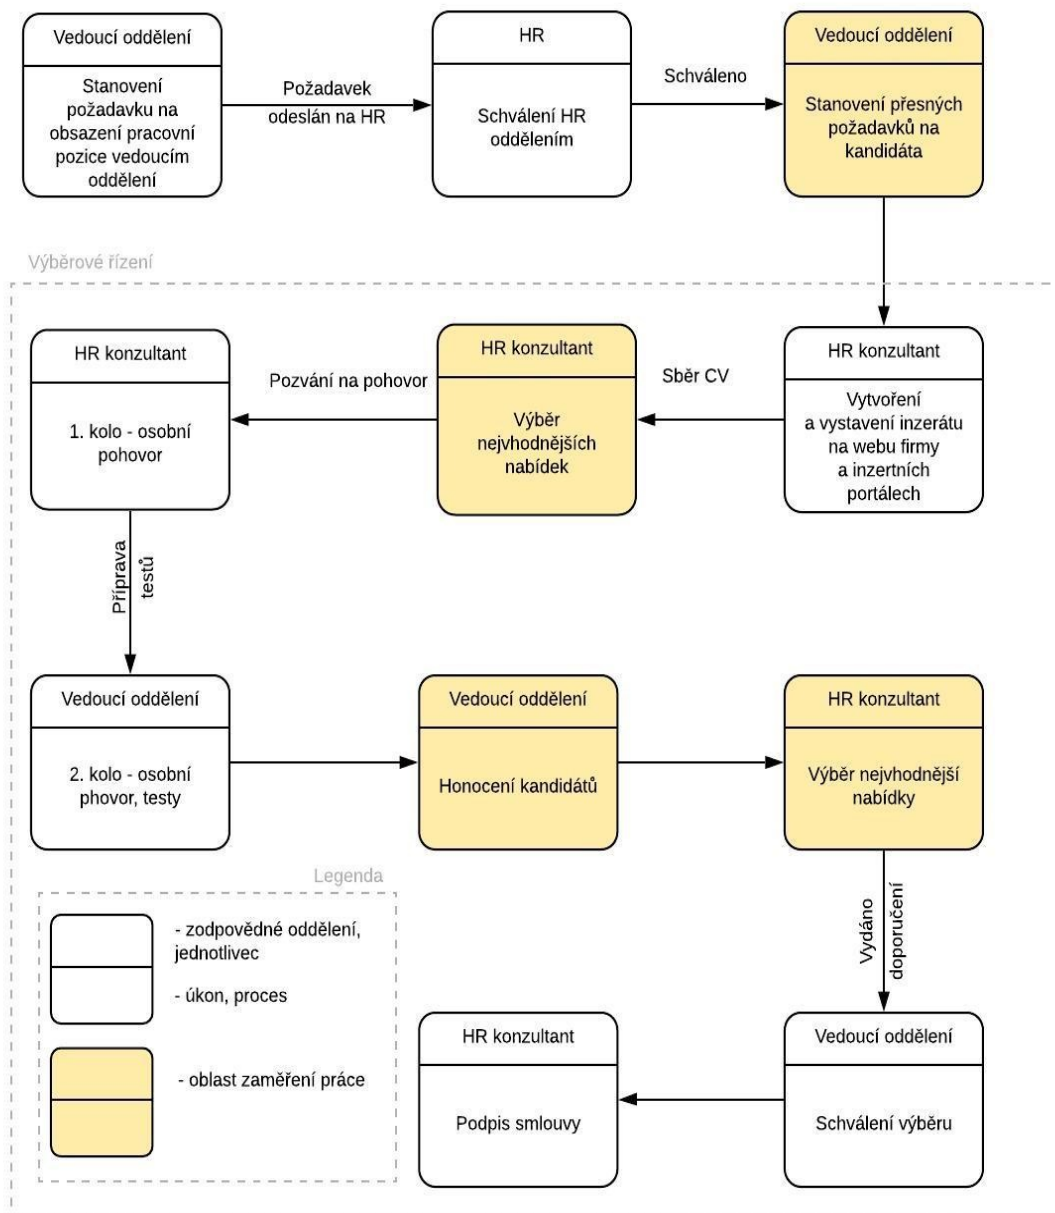 Vedoucí oddělení
Stanovení
požadavku na
obsazení pracovní
pozice vedoucím
oddělení
Požadavek
odeslán na HR
HR
Schválení HR
oddělením
Schváleno
Vedoucí oddělení
Stanovení přesných
požadavků na
kandidáta
Výběrové řízení
HR konzultant
Vytvoření
a vystavení inzerátu
na webu firmy
a inzertních
portálech
Sběr CV
HR konzultant
Výběr
nejvhodnějších
nabídek
Pozvání na pohovor
HR konzultant
1. kolo - osobní
pohovor
Příprava
testů
Vedoucí oddělení
2. kolo - osobní
phovor, testy
Vedoucí oddělení
Honocení kandidátů
HR konzultant
Výběr nejvhodnější
nabídky
Vydáno
doporučení
Vedoucí oddělení
Schválení výběru
HR konzultant
Podpis smlouvy
Legenda
- zodpovědné oddělení,
jednotlivec
- úkon, proces
- oblast zaměření práce